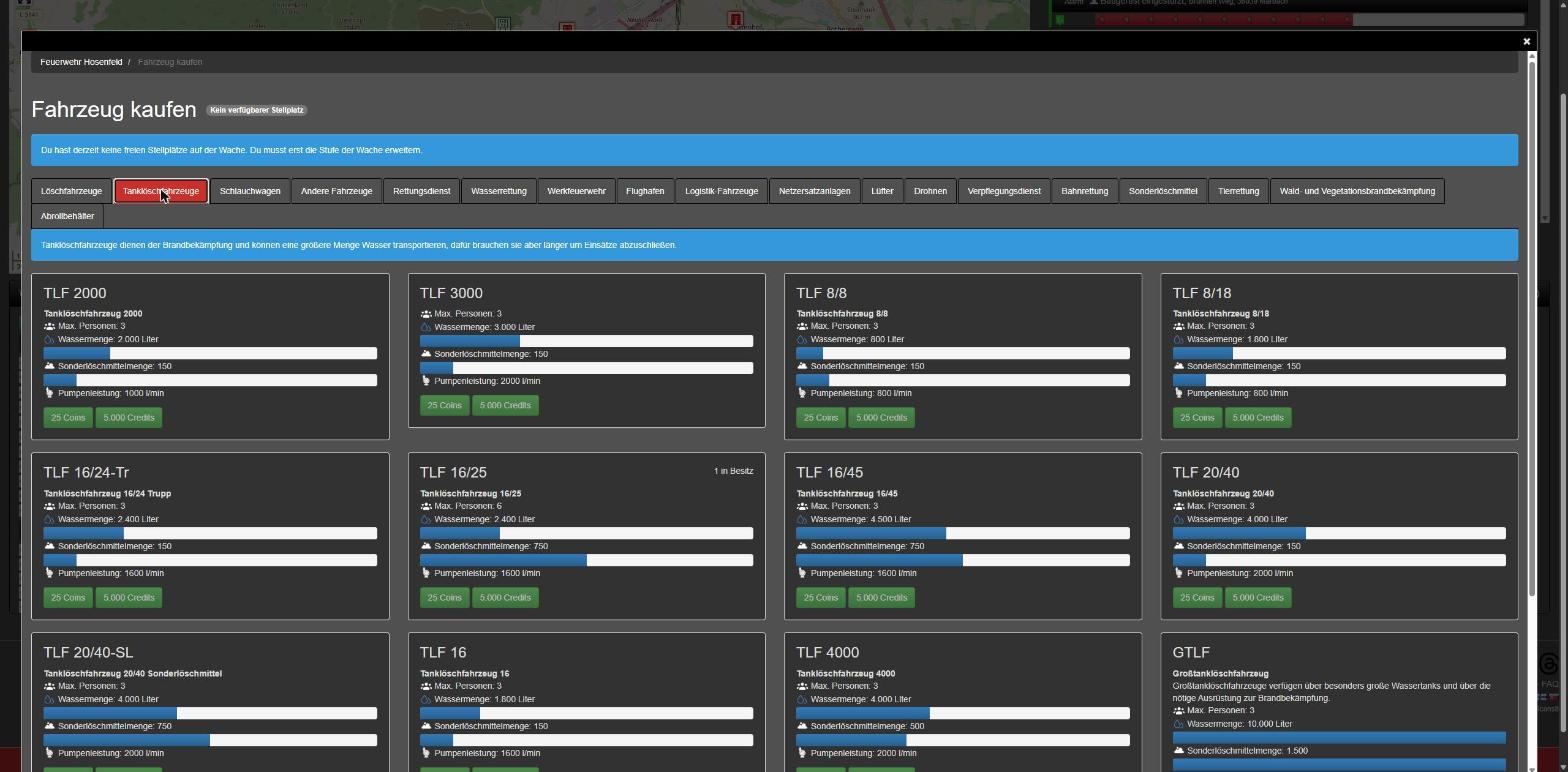 L 3141
Atem Baugerüst eingestürzt, Brunnen Weg, 36039 Marbach
×
Feuerwehr Hosenfeld / Fahrzeug kaufen
Fahrzeug kaufen Kein verfügbarer Stellplatz
Du hast derzeit keine freien Stellplätze auf der Wache. Du musst erst die Stufe der Wache erweitern.
Löschfahrzeuge Tanklöschfahrzeuge Schlauchwagen Andere Fahrzeuge Rettungsdienst Wasserrettung Werkfeuerwehr Flughafen Logistik-Fahrzeuge Netzersatzanlagen Lüfter Drohnen Verpflegungsdienst Bahnrettung Sonderlöschmittel Tierrettung Wald- und Vegetationsbrandbekämpfung
Abrollbehälter
Tanklöschfahrzeuge dienen der Brandbekämpfung und können eine größere Menge Wasser transportieren, dafür brauchen sie aber länger um Einsätze abzuschließen.
TLF 2000
Tanklöschfahrzeug 2000
Max. Personen: 3
Wassermenge: 2.000 Liter
Sonderlöschmittelmenge: 150
Pumpenleistung: 1000 l/min
25 Coins 5.000 Credits
TLF 3000
Max. Personen: 3
Wassermenge: 3.000 Liter
Sonderlöschmittelmenge: 150
Pumpenleistung: 2000 l/min
25 Coins 5.000 Credits
TLF 8/8
Tanklöschfahrzeug 8/8
Max. Personen: 3
Wassermenge: 800 Liter
Sonderlöschmittelmenge: 150
Pumpenleistung: 800 l/min
25 Coins 5.000 Credits
TLF 8/18
Tanklöschfahrzeug 8/18
Max. Personen: 3
Wassermenge: 1.800 Liter
Sonderlöschmittelmenge: 150
Pumpenleistung: 800 l/min
25 Coins 5.000 Credits
TLF 16/24-Tr
Tanklöschfahrzeug 16/24 Trupp
Max. Personen: 3
Wassermenge: 2.400 Liter
Sonderlöschmittelmenge: 150
Pumpenleistung: 1600 l/min
25 Coins 5.000 Credits
TLF 16/25 1 in Besitz
Tanklöschfahrzeug 16/25
Max. Personen: 6
Wassermenge: 2.400 Liter
Sonderlöschmittelmenge: 750
Pumpenleistung: 1600 l/min
25 Coins 5.000 Credits
TLF 16/45
Tanklöschfahrzeug 16/45
Max. Personen: 3
Wassermenge: 4.500 Liter
Sonderlöschmittelmenge: 750
Pumpenleistung: 1600 l/min
25 Coins 5.000 Credits
TLF 20/40
Tanklöschfahrzeug 20/40
Max. Personen: 3
Wassermenge: 4.000 Liter
Sonderlöschmittelmenge: 150
Pumpenleistung: 2000 l/min
25 Coins 5.000 Credits
TLF 20/40-SL
Tanklöschfahrzeug 20/40 Sonderlöschmittel
Max. Personen: 3
Wassermenge: 4.000 Liter
Sonderlöschmittelmenge: 750
Pumpenleistung: 2000 l/min
TLF 16
Tanklöschfahrzeug 16
Max. Personen: 3
Wassermenge: 1.800 Liter
Sonderlöschmittelmenge: 150
Pumpenleistung: 1600 l/min
TLF 4000
Tanklöschfahrzeug 4000
Max. Personen: 3
Wassermenge: 4.000 Liter
Sonderlöschmittelmenge: 500
Pumpenleistung: 2000 l/min
GTLF
Großtanklöschfahrzeug
Großtanklöschfahrzeuge verfügen über besonders große Wassertanks und über die
nötige Ausrüstung zur Brandbekämpfung.
Max. Personen: 3
Wassermenge: 10.000 Liter
Sonderlöschmittelmenge: 1.500
FAQ